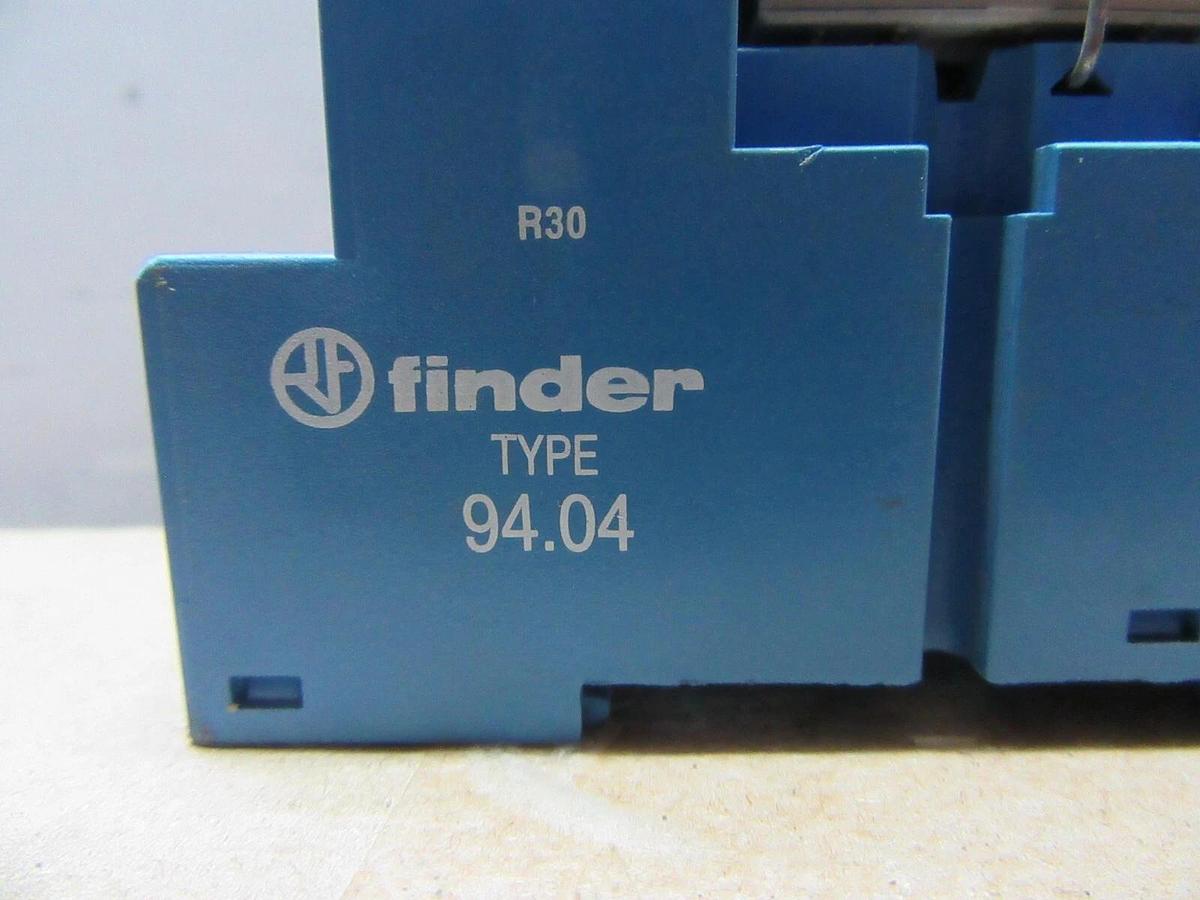 R30
finder
TYPE
94.04